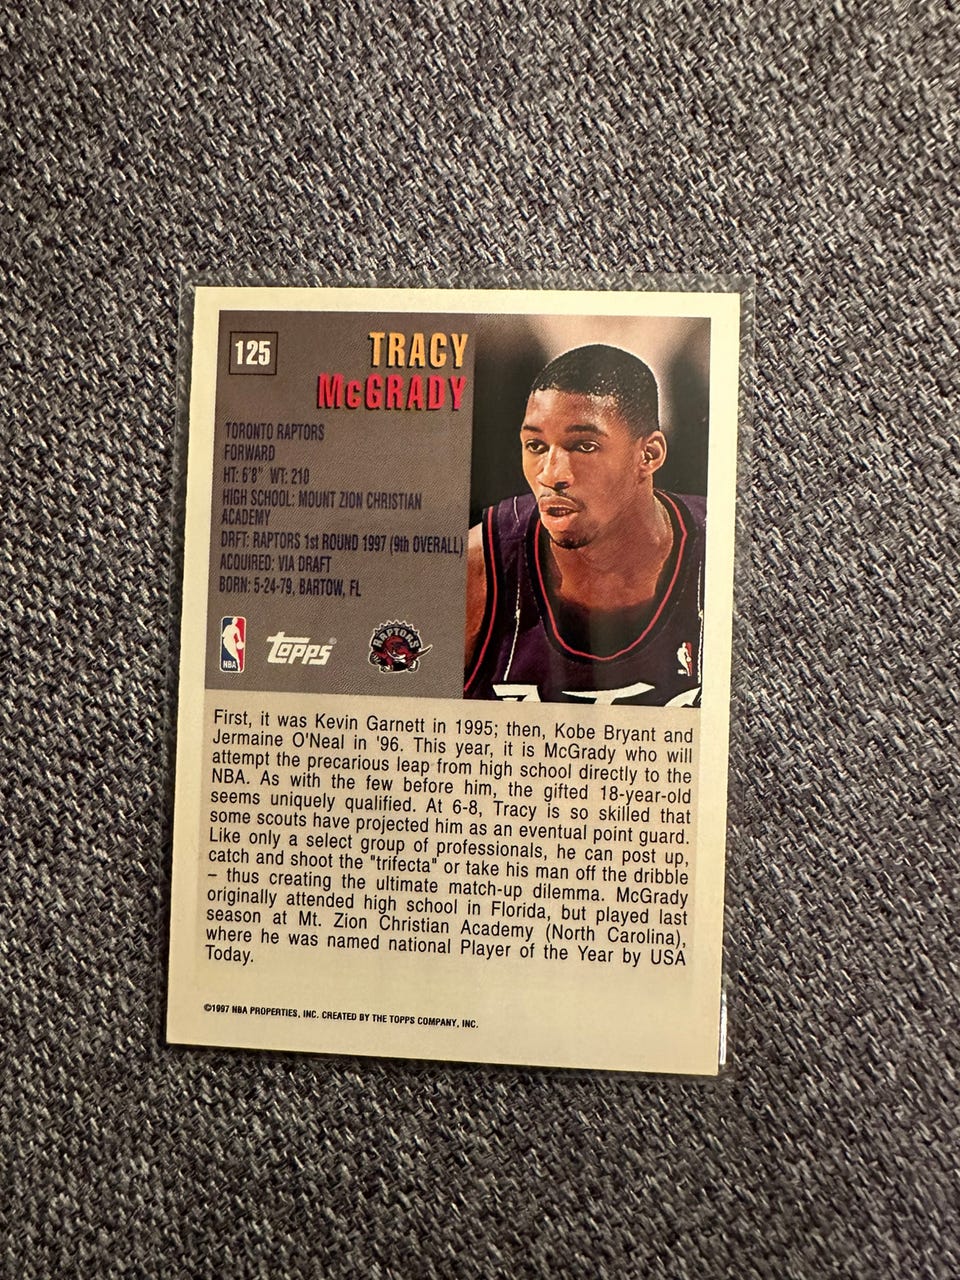 125
TRACY
McGRADY
TORONTO RAPTORS
FORWARD
HT: 6'8" WT: 210
HIGH SCHOOL: MOUNT ZION CHRISTIAN
ACADEMY
DRFT: RAPTORS 1st ROUND 1997 (9th OVERALL)
ACQUIRED: VIA DRAFT
BORN: 5-24-79, BARTOW, FL
NBA
Topps®
RAPTORS
First, it was Kevin Garnett in 1995; then, Kobe Bryant and
Jermaine O'Neal in '96. This year, it is McGrady who will
attempt the precarious leap from high school directly to the
NBA. As with the few before him, the gifted 18-year-old
seems uniquely qualified. At 6-8, Tracy is so skilled that
some scouts have projected him as an eventual point guard.
Like only a select group of professionals, he can post up,
catch and shoot the "trifecta" or take his man off the dribble
– thus creating the ultimate match-up dilemma. McGrady
originally attended high school in Florida, but played last
season at Mt. Zion Christian Academy (North Carolina),
where he was named national Player of the Year by USA
Today.
©1997 NBA PROPERTIES, INC. CREATED BY THE TOPPS COMPANY, INC.